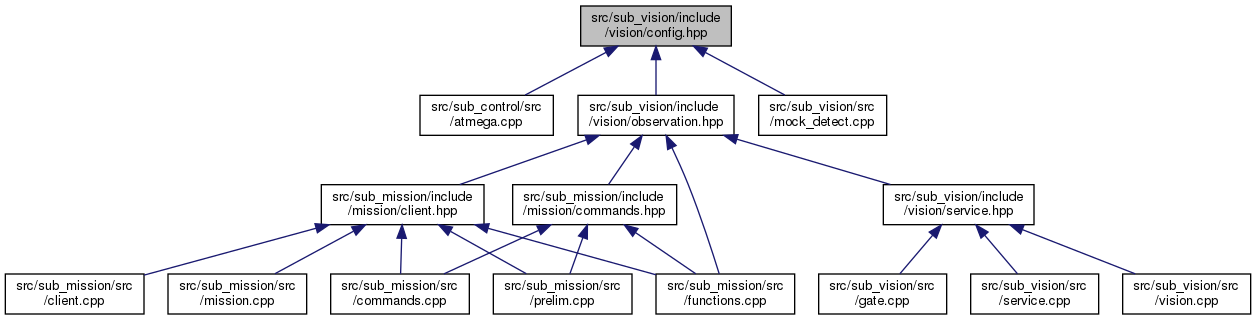 src/sub_vision/include
/vision/config.hpp
src/sub_control/src
/atmega.cpp
src/sub_vision/include
/vision/observation.hpp
src/sub_vision/src
/mock_detect.cpp
src/sub_mission/include
/mission/client.hpp
src/sub_mission/include
/mission/commands.hpp
src/sub_vision/include
/vision/service.hpp
src/sub_mission/src
/client.cpp
src/sub_mission/src
/mission.cpp
src/sub_mission/src
/commands.cpp
src/sub_mission/src
/prelim.cpp
src/sub_mission/src
/functions.cpp
src/sub_vision/src
/gate.cpp
src/sub_vision/src
/service.cpp
src/sub_vision/src
/vision.cpp